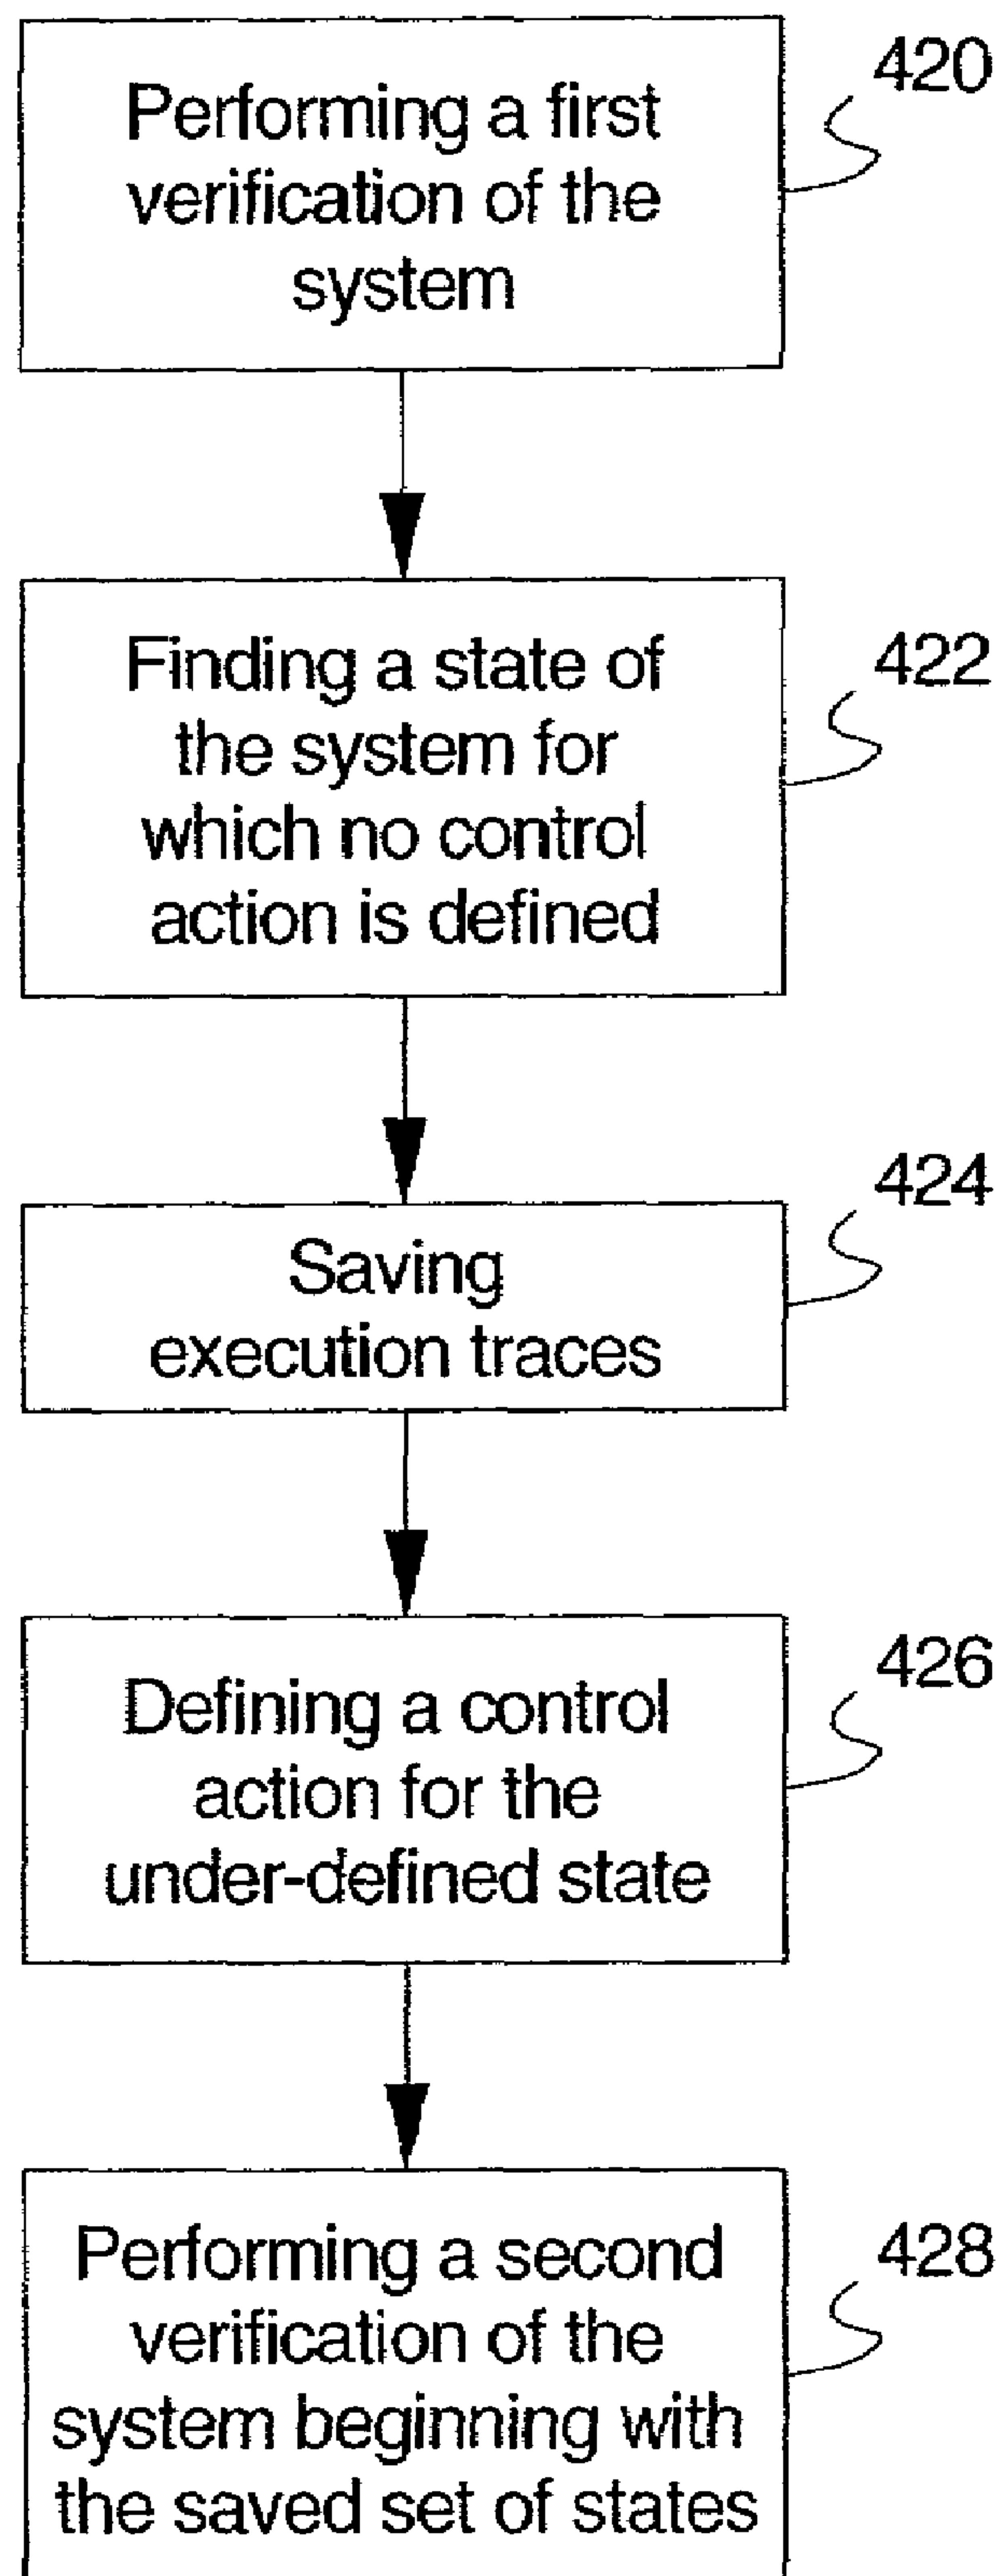 420
Performing a first
verification of the
system
422
Finding a state of
the system for
which no control
action is defined
424
Saving
execution traces
426
Defining a control
action for the
under-defined state
428
Performing a second
verification of the
system beginning with
the saved set of states